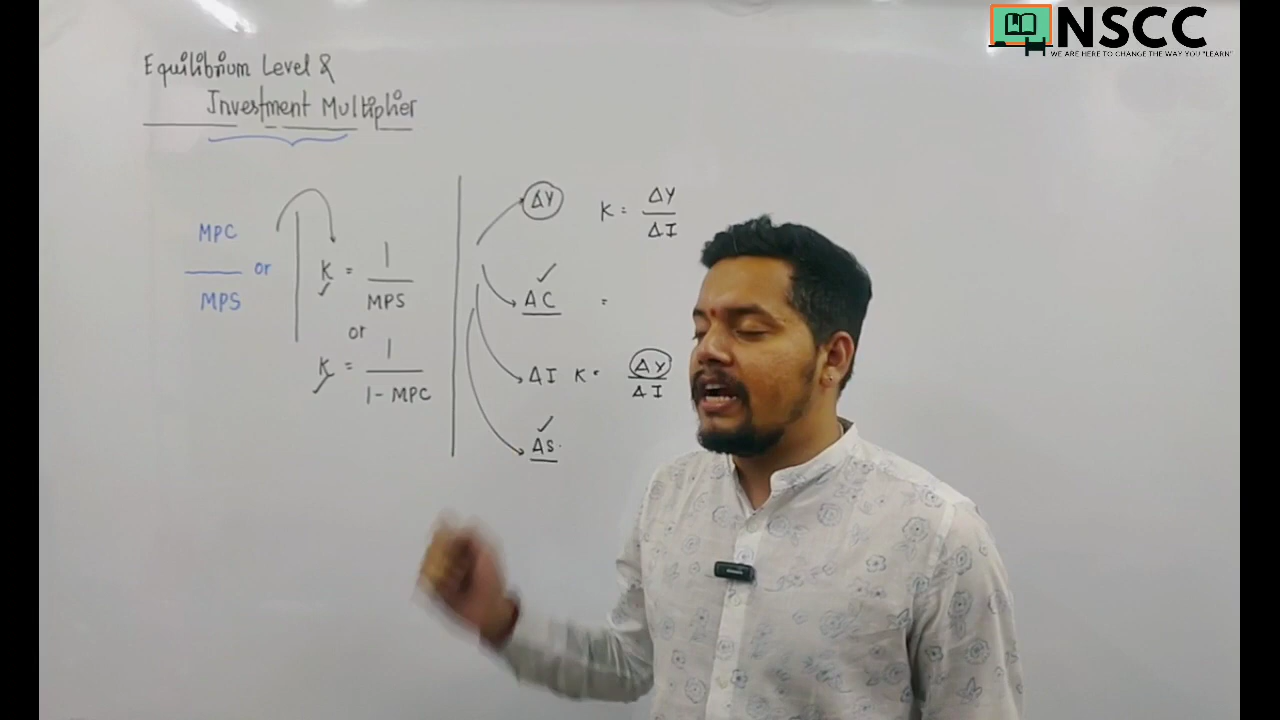 NSCC
WE ARE HERE TO CHANGE THE WAY YOU "LEARN"
Equilibrium Level &
Investment Multiplier
MPC
MPS
or
K = 1
MPS
or
K = 1
1 - MPC
ΔY
K = ΔY
ΔI
ΔC =
ΔI K = ΔY
ΔI
ΔS.